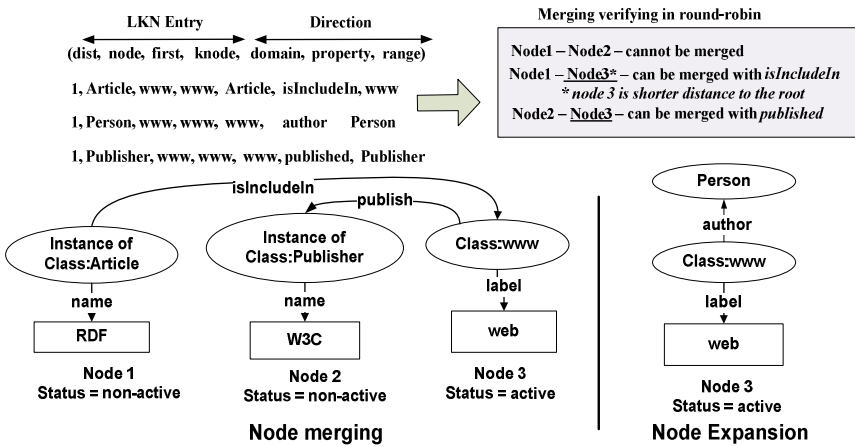 LKN Entry Direction
(dist, node, first, knode, domain, property, range)
1, Article, www, www, Article, isIncludeIn, www
1, Person, www, www, www, author Person
1, Publisher, www, www, www, published, Publisher
Merging verifying in round-robin
Node1 – Node2 – cannot be merged
Node1 – Node3* – can be merged with isIncludeIn
* node 3 is shorter distance to the root
Node2 – Node3 – can be merged with published
isIncludeIn
publish
Instance of
Class:Article
name
RDF
Node 1
Status = non-active
Instance of
Class:Publisher
name
W3C
Node 2
Status = non-active
Class:www
label
web
Node 3
Status = active
Node merging
Person
author
Class:www
label
web
Node 3
Status = active
Node Expansion